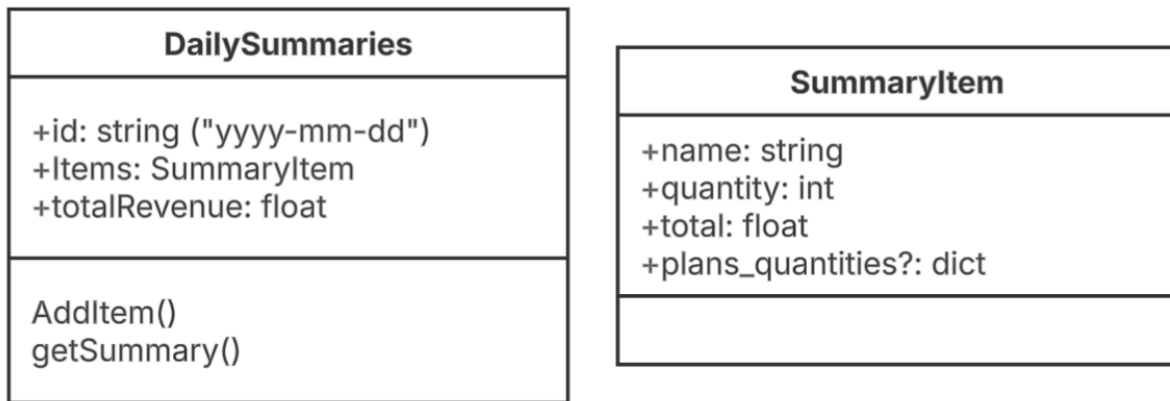 DailySummaries
+id: string ("yyyy-mm-dd")
+Items: SummaryItem
+totalRevenue: float
AddItem()
getSummary()
SummaryItem
+name: string
+quantity: int
+total: float
+plans_quantities?: dict